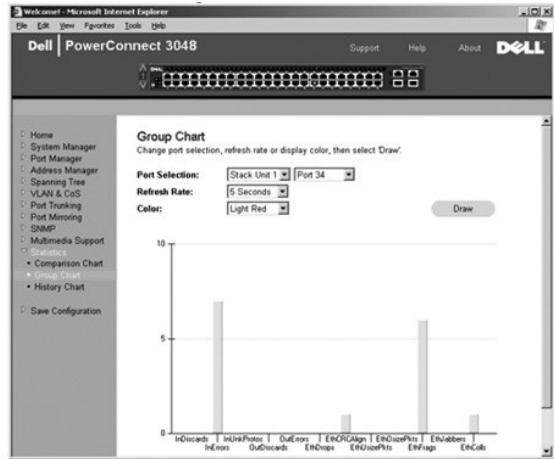 Welcome! - Microsoft Internet Explorer
File Edit View Favorites Tools Help
Dell | PowerConnect 3048
Support Help About DELL
Home
System Manager
Port Manager
Address Manager
Spanning Tree
VLAN & CoS
Port Trunking
Port Mirroring
SNMP
Multimedia Support
Statistics
Comparison Chart
Group Chart
History Chart
Save Configuration
Group Chart
Change port selection, refresh rate or display color, then select 'Draw'.
Port Selection: Stack Unit 1 Port 34
Refresh Rate: 5 Seconds
Color: Light Red
Draw
10
5
0
InDiscards InUnkProtos OutErrors EthCRCAlign EthOsizePkts EthJabbers
InErrors OutDiscards EthDrops EthUsizePkts EthFrags EthColls